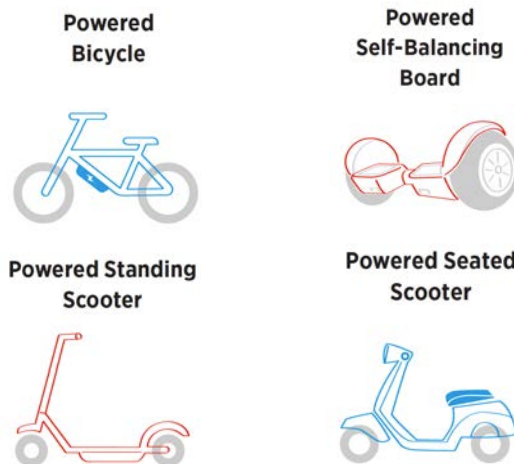 Powered
Bicycle
Powered
Self-Balancing
Board
Powered Standing
Scooter
Powered Seated
Scooter